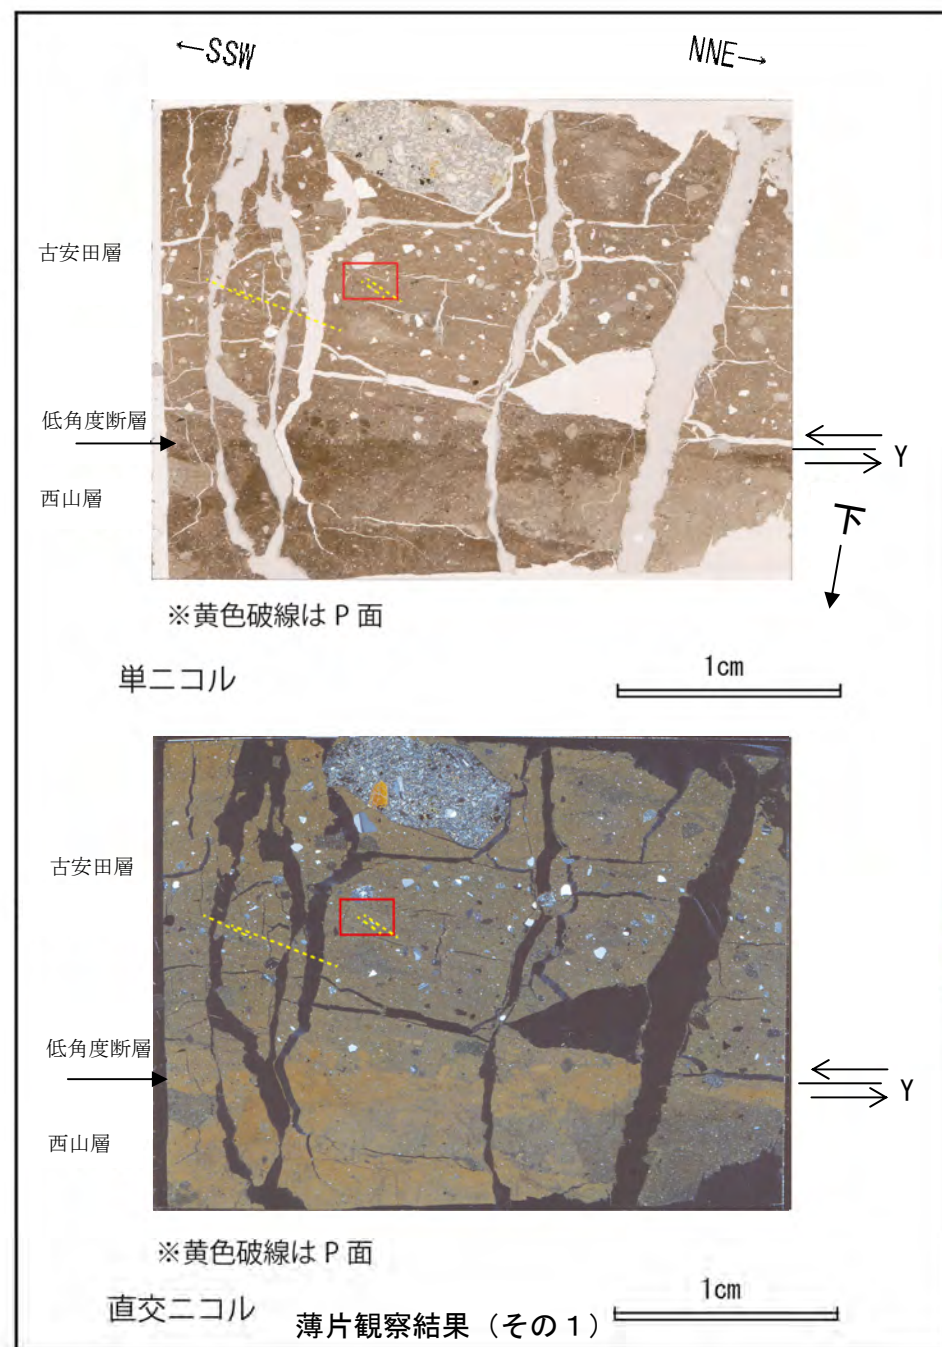 ←SSW
NNE→
古安田層
低角度断層
西山層
Y
下
※黄色破線は P 面
単ニコル
1cm
古安田層
低角度断層
西山層
Y
※黄色破線は P 面
直交ニコル
1cm
薄片観察結果（その１）